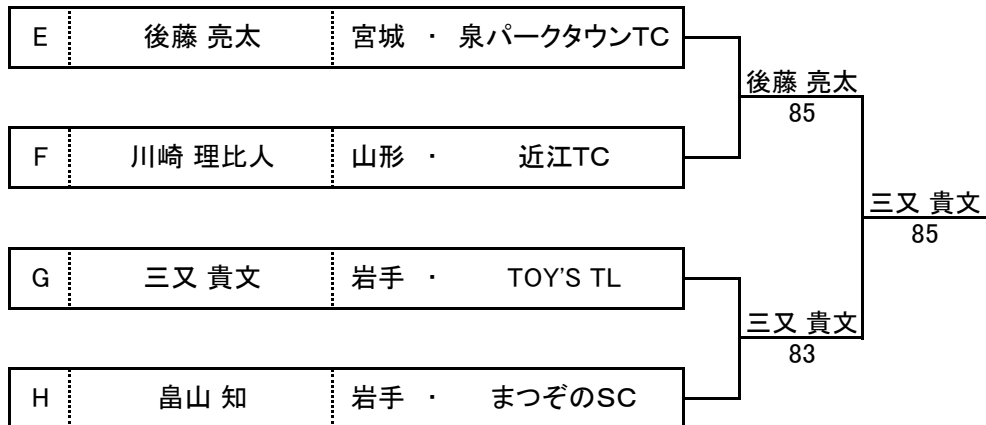 E 後藤 亮太 宮城 ・ 泉パークタウンTC
後藤 亮太
85
F 川崎 理比人 山形 ・ 近江TC
三又 貴文
85
G 三又 貴文 岩手 ・ TOY'S TL
三又 貴文
83
H 畠山 知 岩手 ・ まつぞのSC